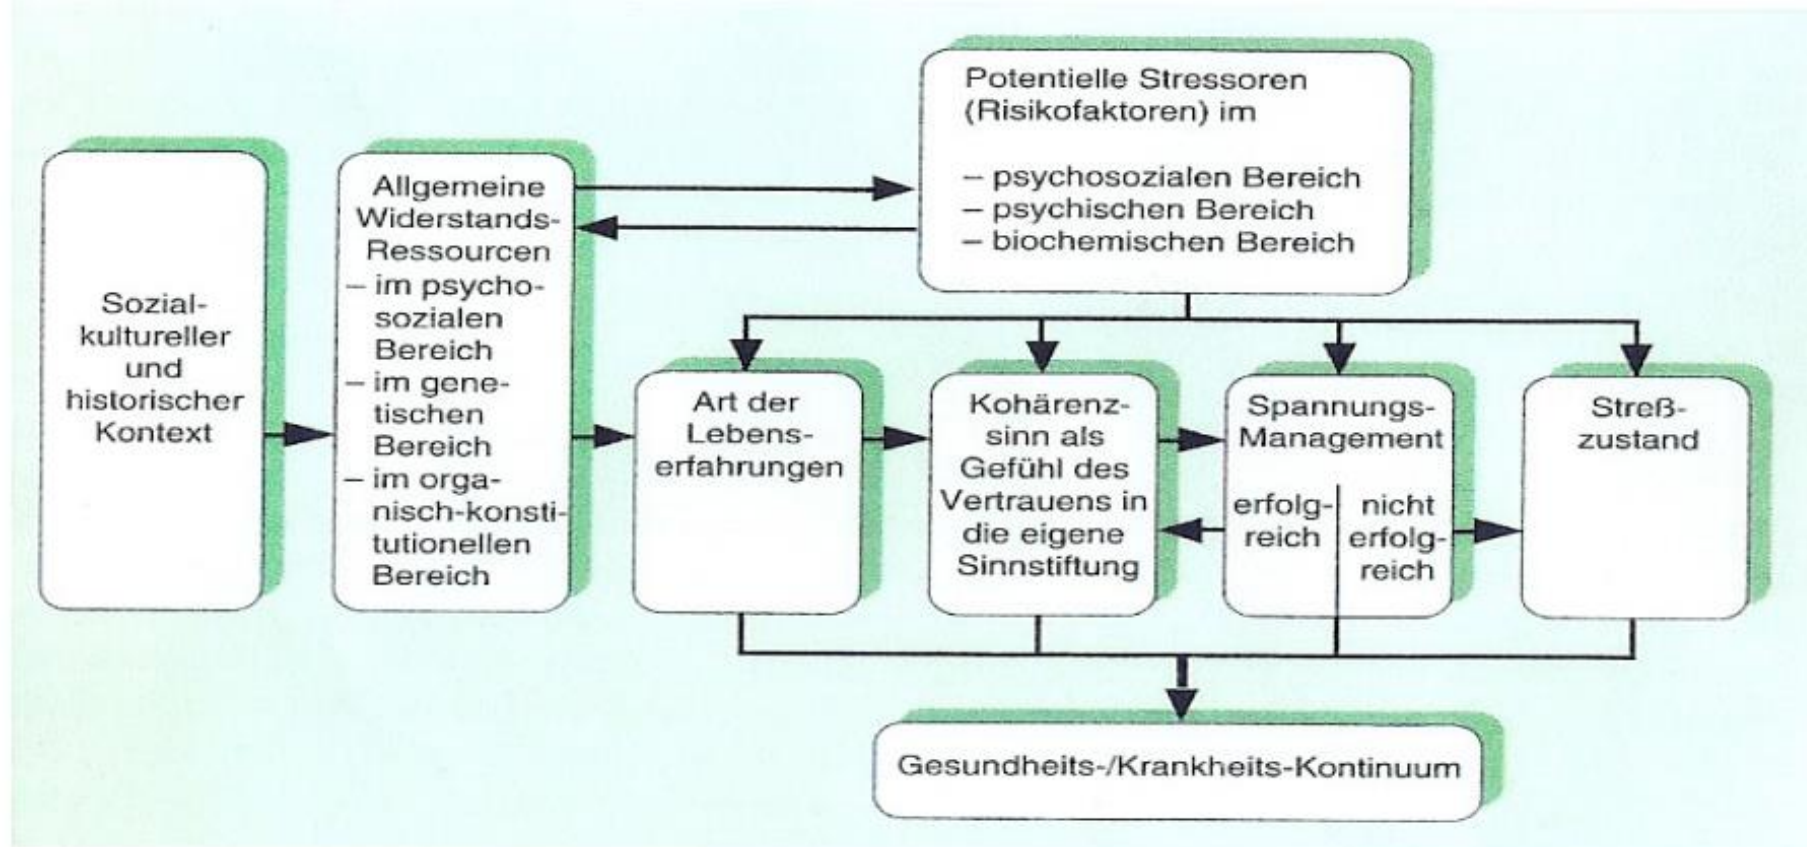 Potentielle Stressoren
(Risikofaktoren) im
– psychosozialen Bereich
– psychischen Bereich
– biochemischen Bereich
Sozial-
kultureller
und
historischer
Kontext
Allgemeine
Widerstands-
Ressourcen
– im psycho-
sozialen
Bereich
– im gene-
tischen
Bereich
– im orga-
nisch-konsti-
tutionellen
Bereich
Art der
Lebens-
erfahrungen
Kohärenz-
sinn als
Gefühl des
Vertrauens in
die eigene
Sinnstiftung
Spannungs-
Management
erfolg-
reich
nicht
erfolg-
reich
Streß-
zustand
Gesundheits-/Krankheits-Kontinuum